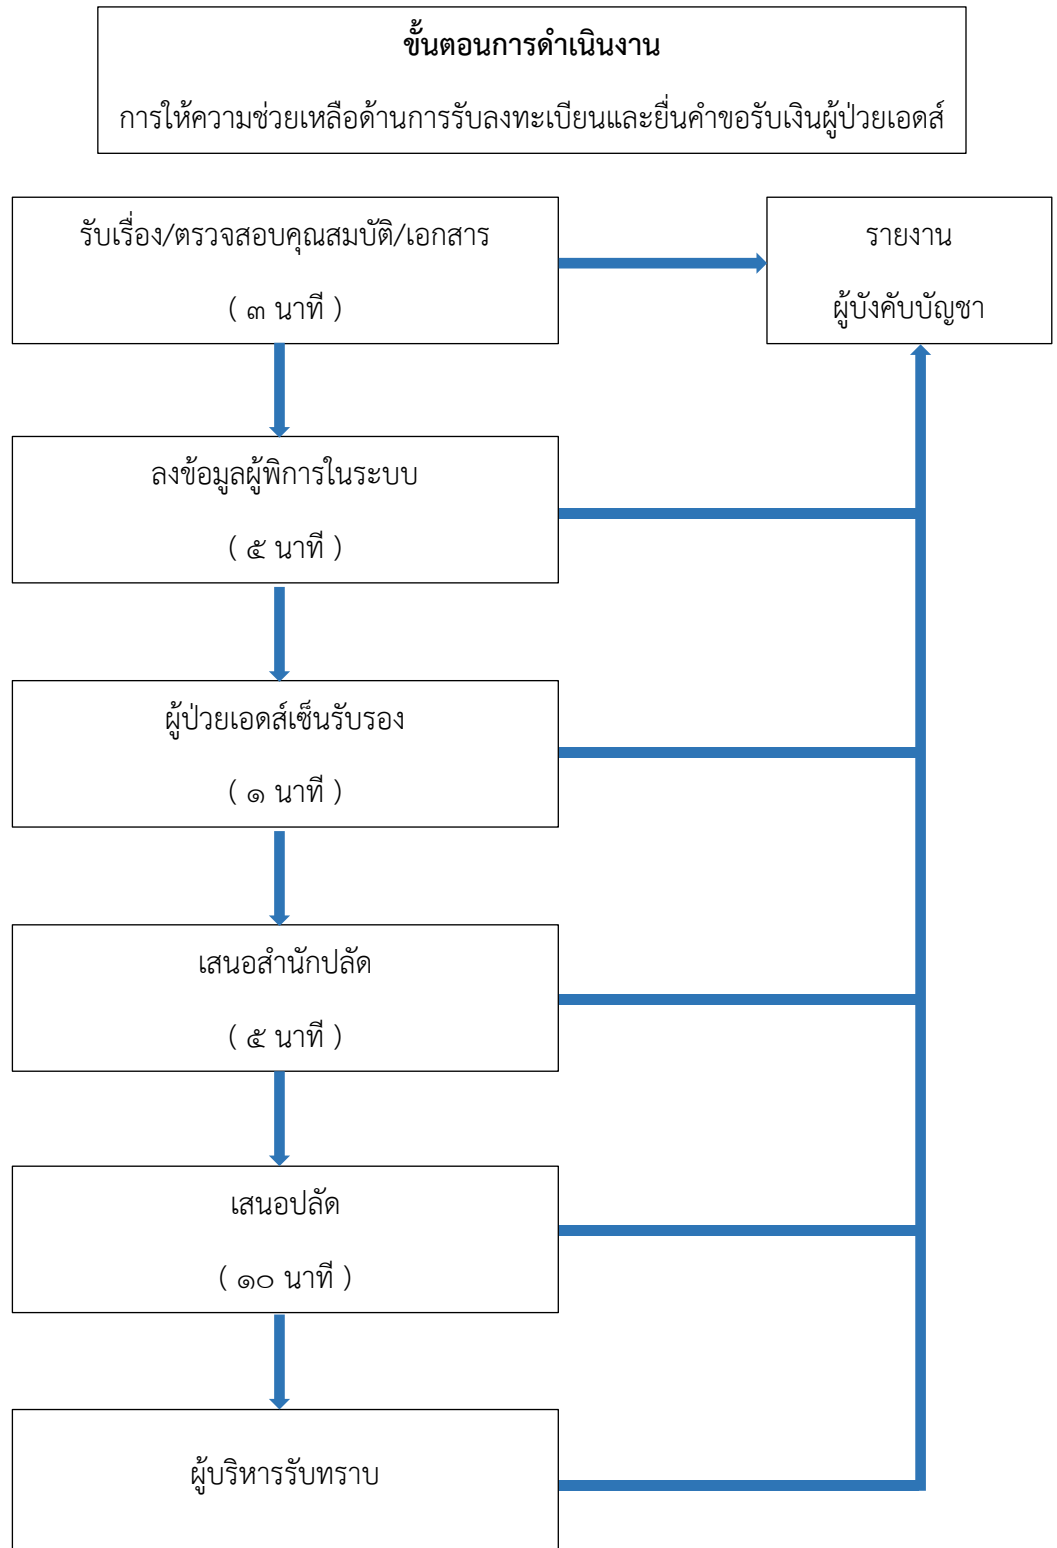 ขั้นตอนการดำเนินงาน
การให้ความช่วยเหลือด้านการรับลงทะเบียนและยื่นคำขอรับเงินผู้ป่วยเอดส์
รับเรื่อง/ตรวจสอบคุณสมบัติ/เอกสาร
( ๓ นาที )
รายงาน
ผู้บังคับบัญชา
ลงข้อมูลผู้พิการในระบบ
( ๕ นาที )
ผู้ป่วยเอดส์เซ็นรับรอง
( ๑ นาที )
เสนอสำนักปลัด
( ๕ นาที )
เสนอปลัด
( ๑๐ นาที )
ผู้บริหารรับทราบ